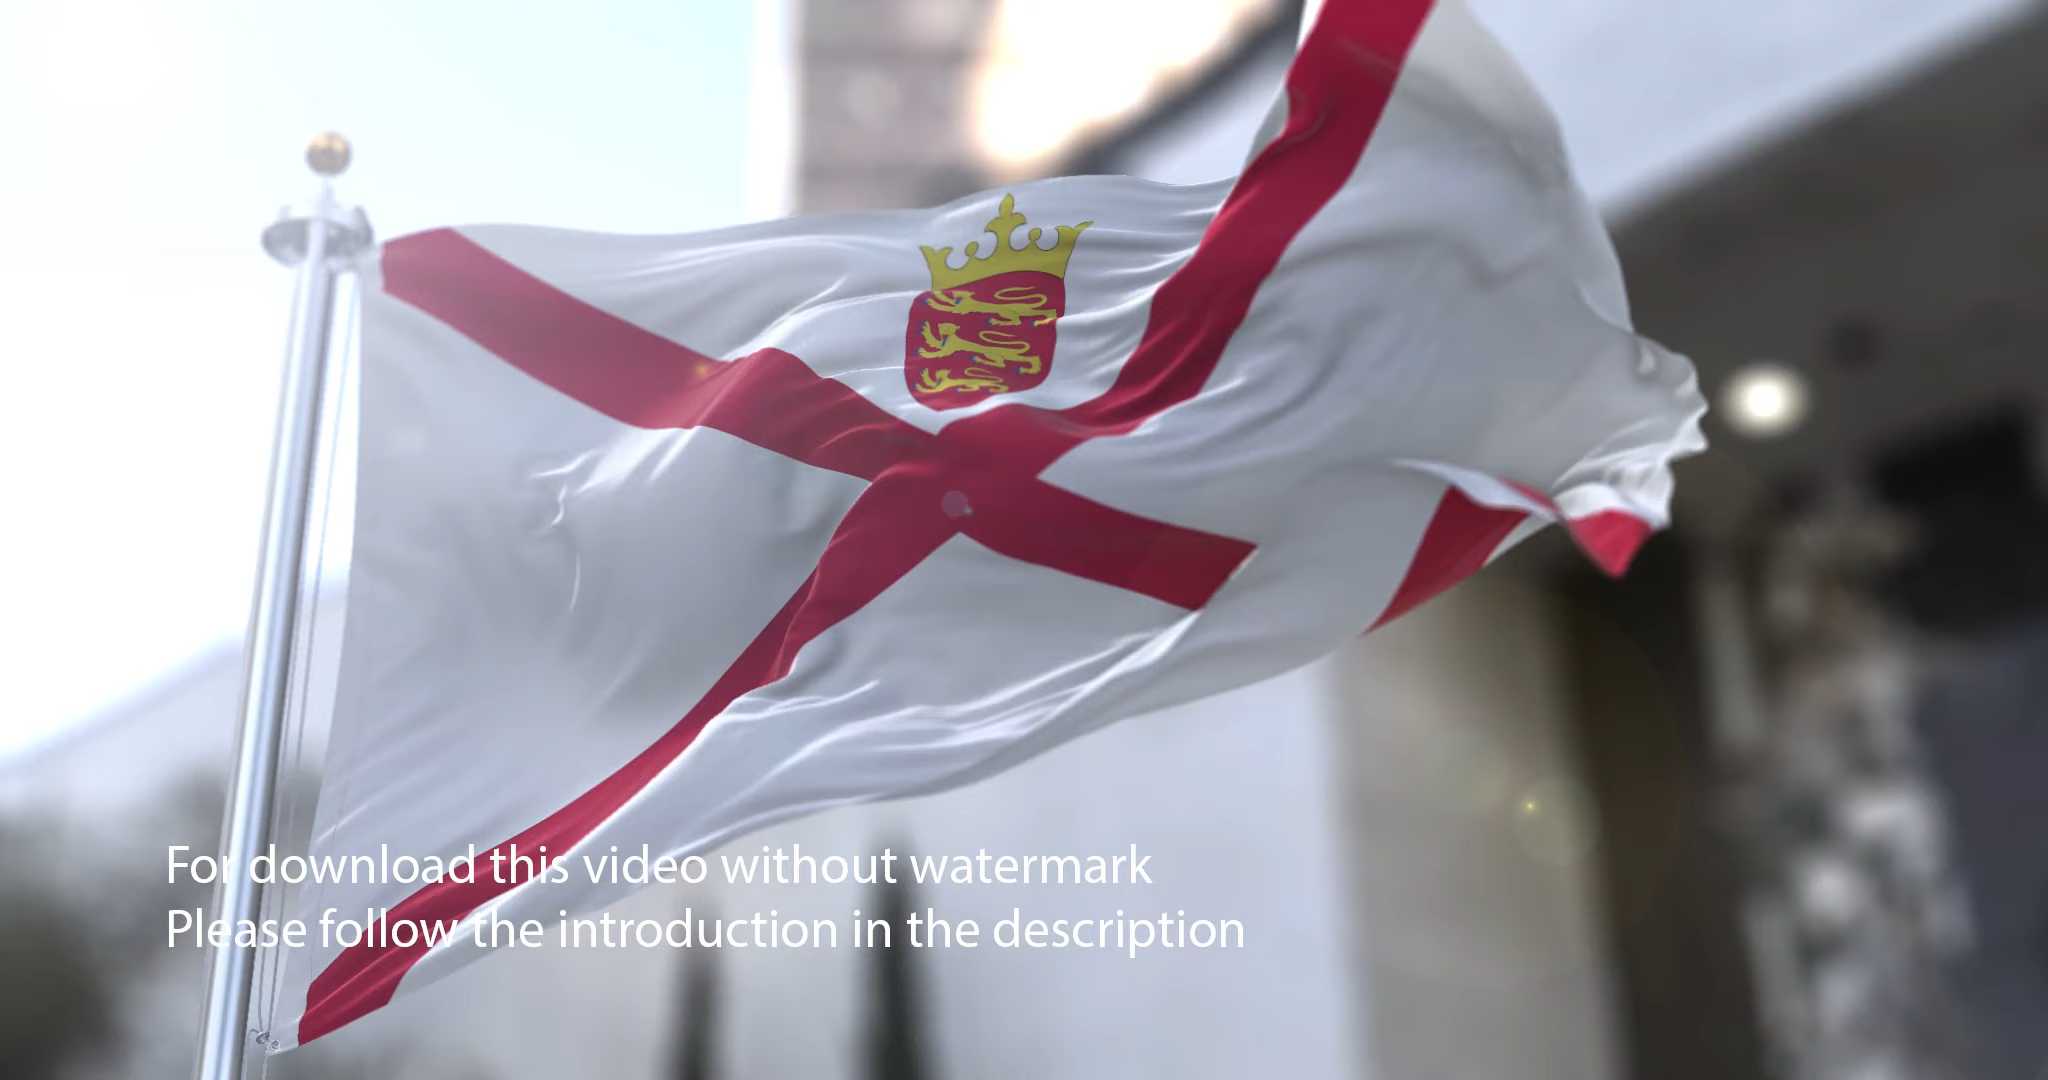 For download this video without watermark
Please follow the introduction in the description